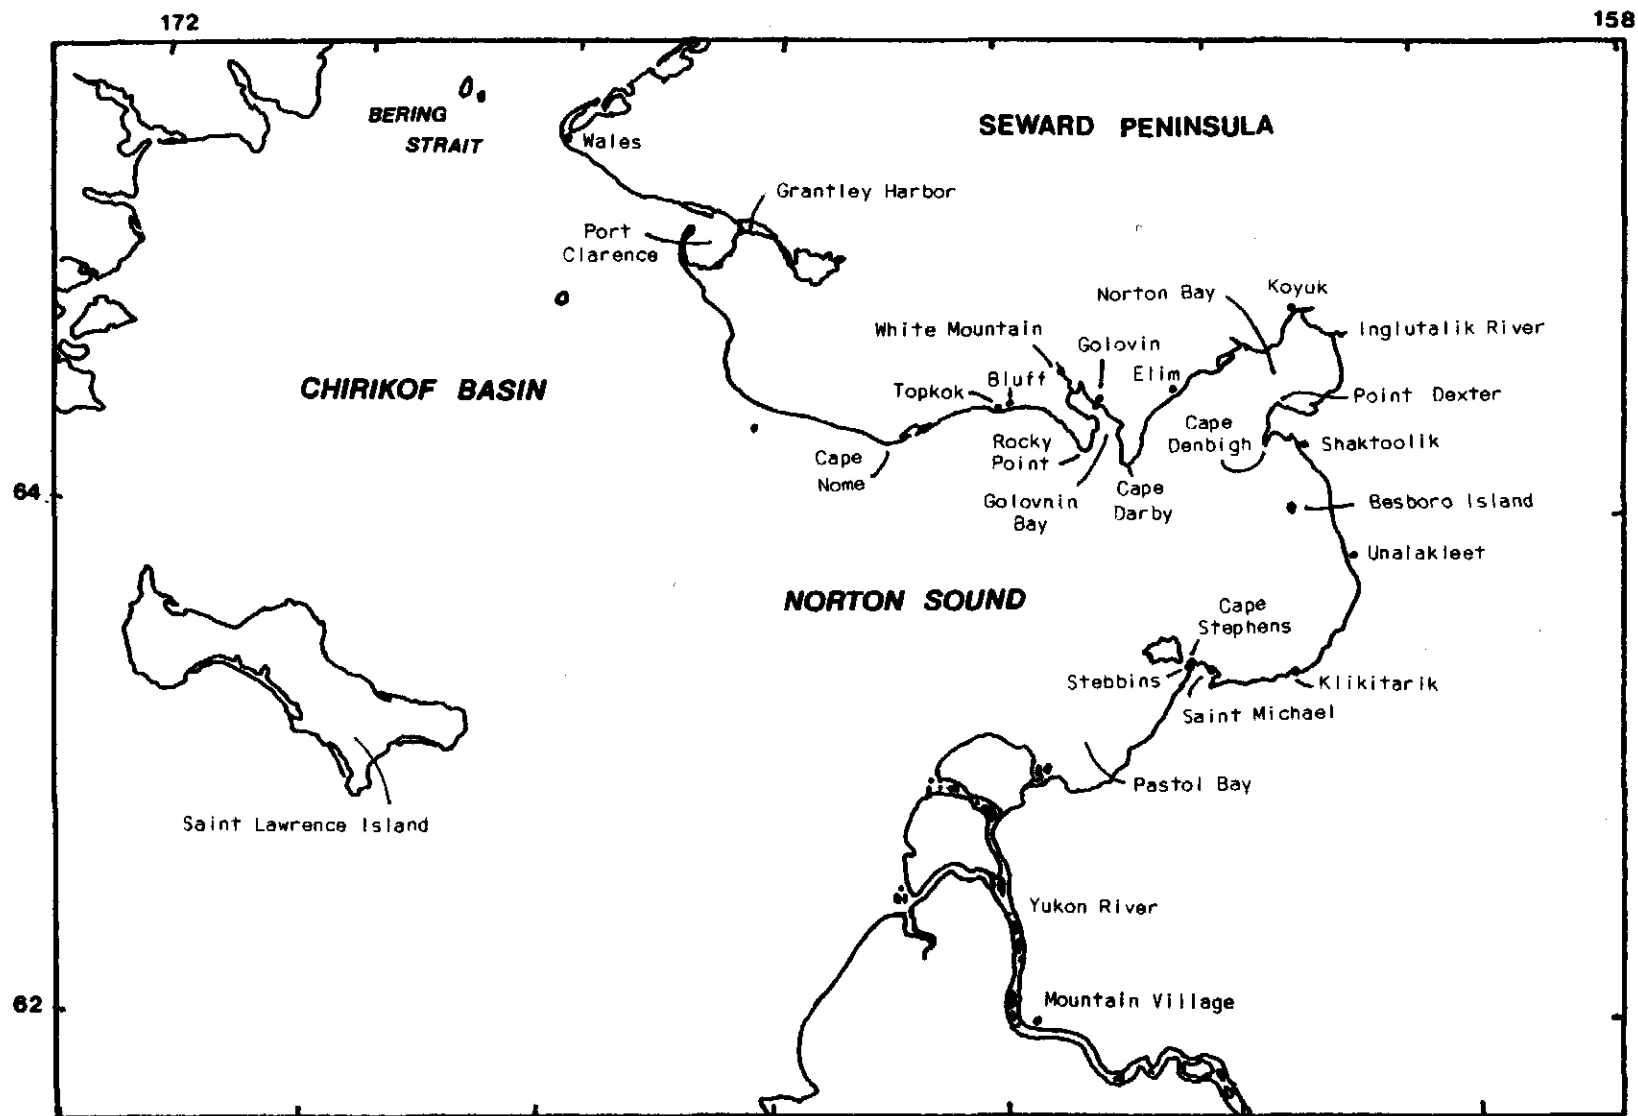 172
158
BERING
STRAIT
SEWARD PENINSULA
Wales
Grantley Harbor
Port
Clarence
Norton Bay
Koyuk
White Mountain
Inglutalik River
Golovin
CHIRIKOF BASIN
Bluff
Elim
Topkok
Point Dexter
Cape
Denbigh
Rocky
Point
Shaktoolik
Cape
Nome
64
Golovnin
Bay
Cape
Darby
Besboro Island
Unalakleet
NORTON SOUND
Cape
Stephens
Stebbins
Klikitarik
Saint Michael
Pastol Bay
Saint Lawrence Island
Yukon River
62
Mountain Village